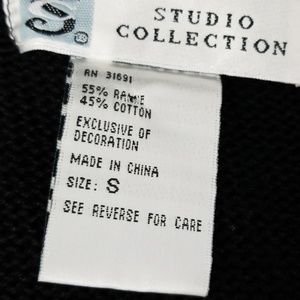 S®
STUDIO
COLLECTION
RN 31691
55% RAMIE
45% COTTON
EXCLUSIVE OF
DECORATION
MADE IN CHINA
SIZE: S
SEE REVERSE FOR CARE